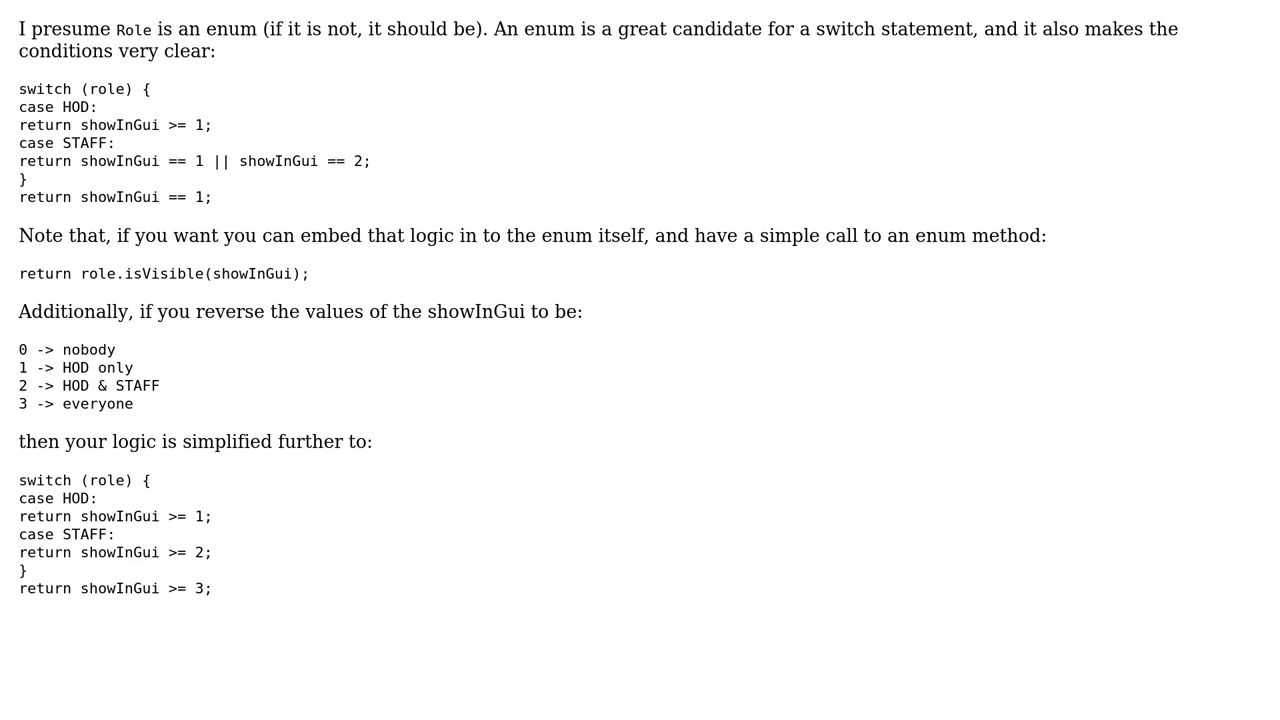 I presume Role is an enum (if it is not, it should be). An enum is a great candidate for a switch statement, and it also makes the
conditions very clear:
switch (role) {
case HOD:
return showInGui >= 1;
case STAFF:
return showInGui == 1 || showInGui == 2;
}
return showInGui == 1;
Note that, if you want you can embed that logic in to the enum itself, and have a simple call to an enum method:
return role.isVisible(showInGui);
Additionally, if you reverse the values of the showInGui to be:
0 -> nobody
1 -> HOD only
2 -> HOD & STAFF
3 -> everyone
then your logic is simplified further to:
switch (role) {
case HOD:
return showInGui >= 1;
case STAFF:
return showInGui >= 2;
}
return showInGui >= 3;